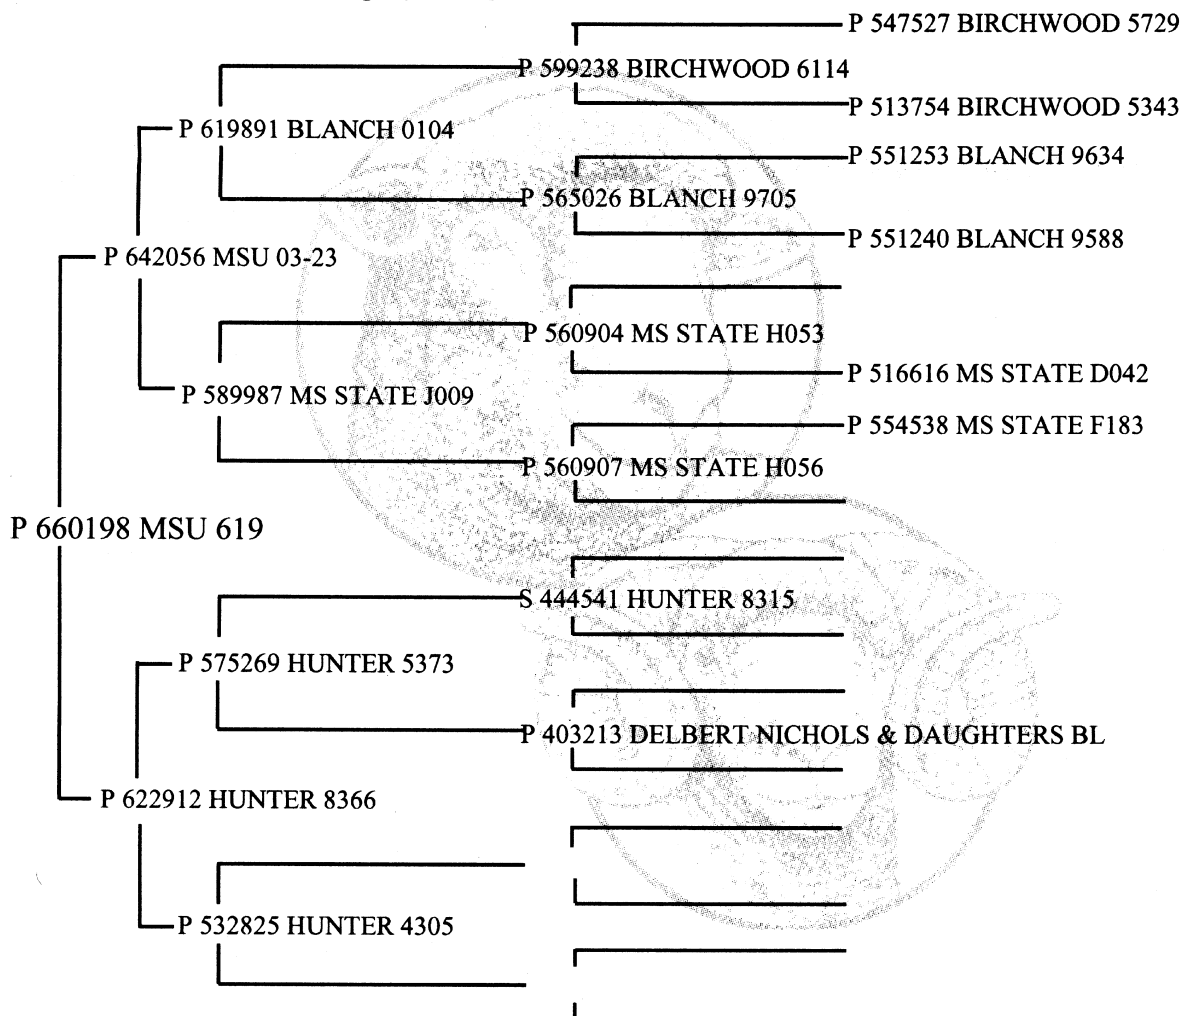 P 547527 BIRCHWOOD 5729
P 599238 BIRCHWOOD 6114
P 513754 BIRCHWOOD 5343
P 619891 BLANCH 0104
P 551253 BLANCH 9634
P 565026 BLANCH 9705
P 551240 BLANCH 9588
P 642056 MSU 03-23
P 560904 MS STATE H053
P 516616 MS STATE D042
P 589987 MS STATE J009
P 554538 MS STATE F183
P 560907 MS STATE H056
P 660198 MSU 619
S 444541 HUNTER 8315
P 575269 HUNTER 5373
P 403213 DELBERT NICHOLS & DAUGHTERS BL
P 622912 HUNTER 8366
P 532825 HUNTER 4305